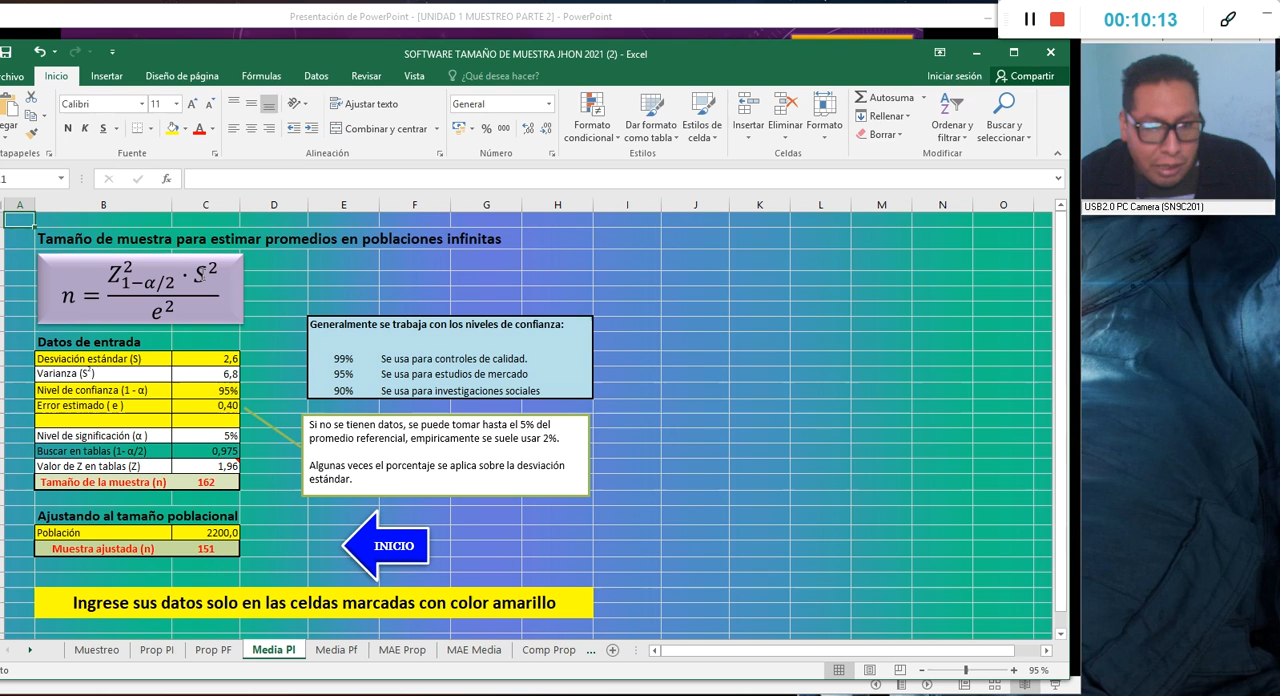 Presentación de PowerPoint - [UNIDAD 1 MUESTREO PARTE 2] - PowerPoint
00:10:13
SOFTWARE TAMAÑO DE MUESTRA JHON 2021 (2) - Excel
rchivo Inicio Insertar Diseño de página Fórmulas Datos Revisar Vista ¿Qué desea hacer? Iniciar sesión Compartir
egar
Calibri 11 A A
N K S
Ajustar texto
Combinar y centrar
General
% 000
Formato condicional
Dar formato como tabla
Estilos de celda
Insertar Eliminar Formato
Autosuma
Rellenar
Borrar
Ordenar y filtrar
Buscar y seleccionar
tapapeles Fuente Alineación Número Estilos Celdas Modificar
1 fx
USB2.0 PC Camera (SN9C201)
A B C D E F G H I J K L M N O
Tamaño de muestra para estimar promedios en poblaciones infinitas
n = Z²₁₋α/₂ · S² / e²
Generalmente se trabaja con los niveles de confianza:
99% Se usa para controles de calidad.
95% Se usa para estudios de mercado
90% Se usa para investigaciones sociales
Datos de entrada
Desviación estándar (S) 2,6
Varianza (S²) 6,8
Nivel de confianza (1 - α) 95%
Error estimado ( e ) 0,40
Nivel de significación (α ) 5%
Buscar en tablas (1- α/2) 0,975
Valor de Z en tablas (Z) 1,96
Tamaño de la muestra (n) 162
Si no se tienen datos, se puede tomar hasta el 5% del
promedio referencial, empiricamente se suele usar 2%.
Algunas veces el porcentaje se aplica sobre la desviación
estándar.
Ajustando al tamaño poblacional
Población 2200,0
Muestra ajustada (n) 151
INICIO
Ingrese sus datos solo en las celdas marcadas con color amarillo
Muestreo Prop PI Prop PF Media PI Media Pf MAE Prop MAE Media Comp Prop ...
to 95 %